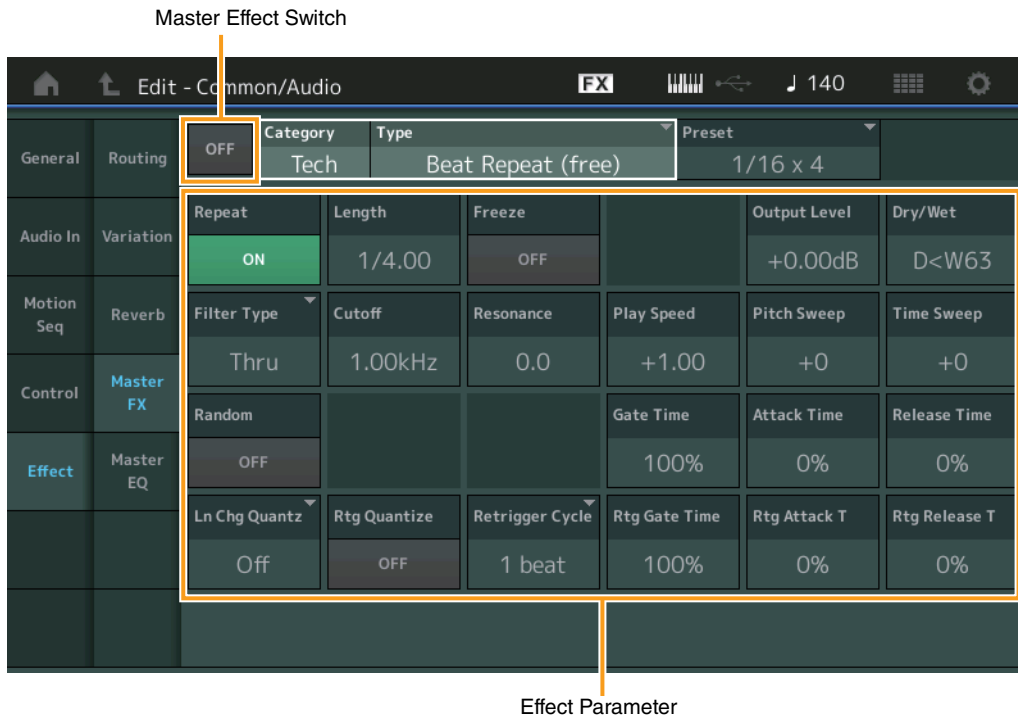 Master Effect Switch
Edit - Common/Audio FX ♩ 140
General Routing OFF Category Type Preset
Tech Beat Repeat (free) 1/16 x 4
Audio In Variation Repeat Length Freeze Output Level Dry/Wet
ON 1/4.00 OFF +0.00dB D<W63
Motion Seq Reverb Filter Type Cutoff Resonance Play Speed Pitch Sweep Time Sweep
Thru 1.00kHz 0.0 +1.00 +0 +0
Control Master FX Random Gate Time Attack Time Release Time
OFF 100% 0% 0%
Effect Master EQ Ln Chg Quantz Rtg Quantize Retrigger Cycle Rtg Gate Time Rtg Attack T Rtg Release T
Off OFF 1 beat 100% 0% 0%
Effect Parameter